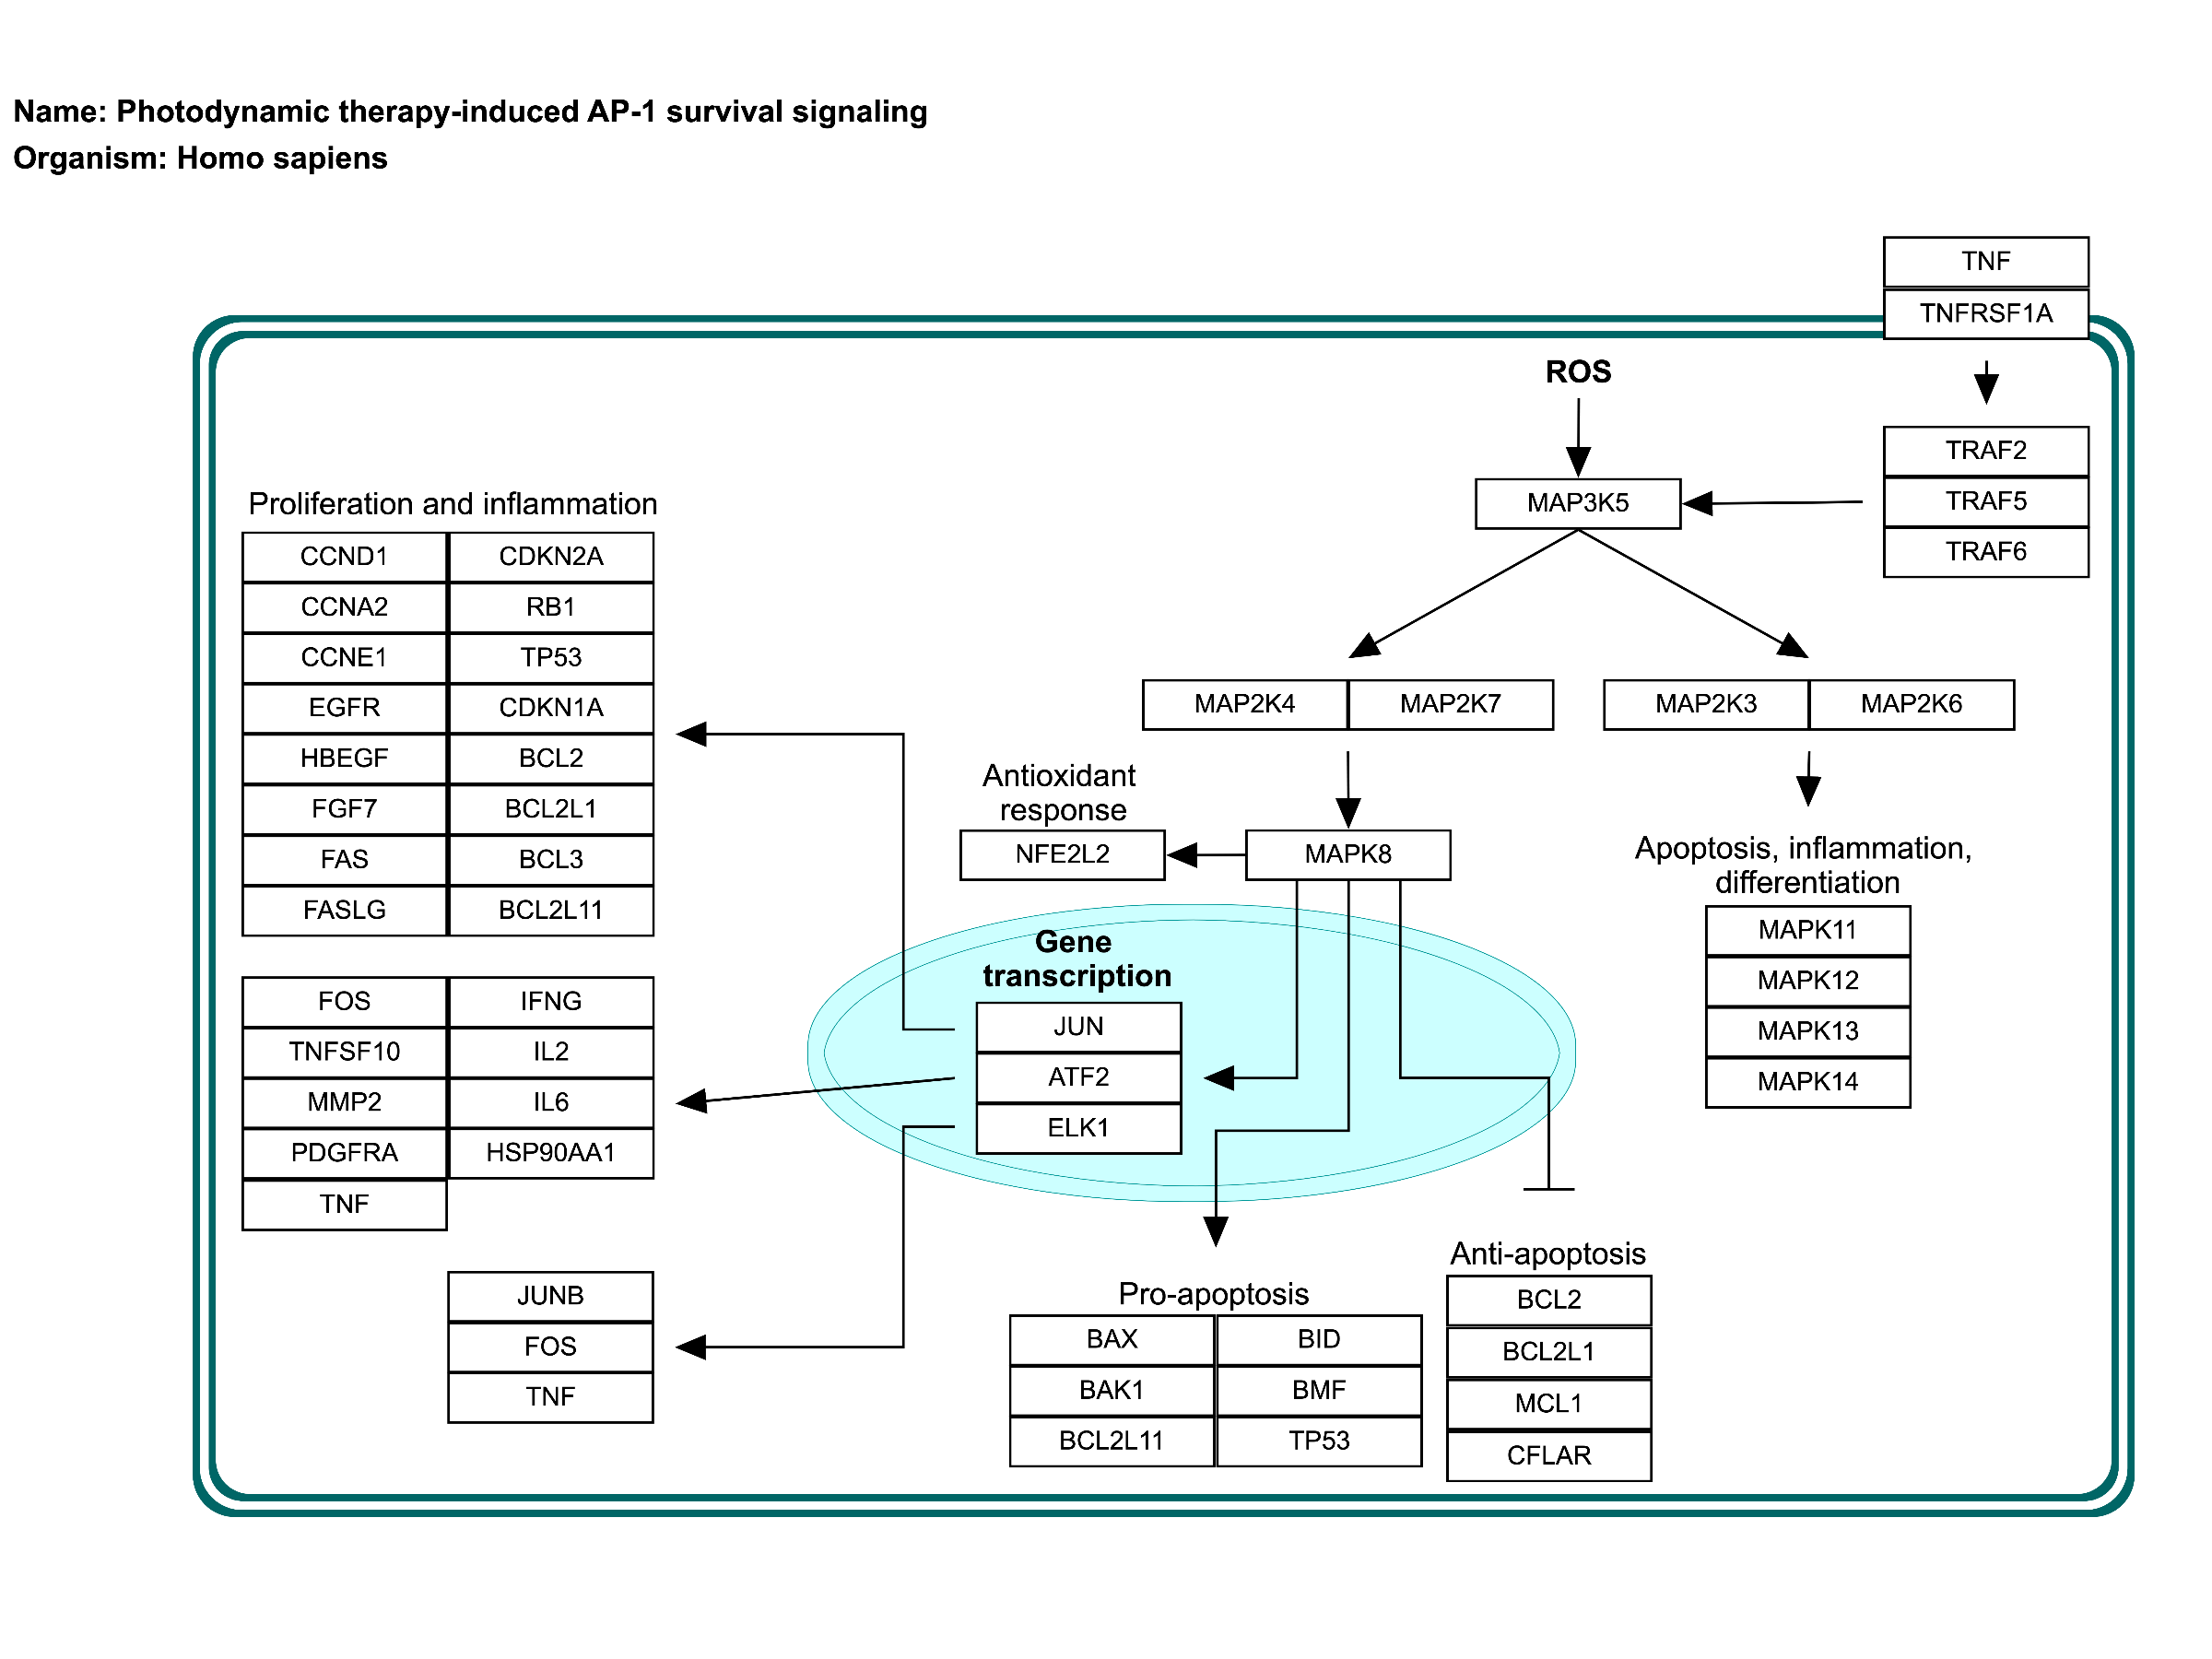 Name: Photodynamic therapy-induced AP-1 survival signaling
Organism: Homo sapiens
TNF
TNFRSF1A
ROS
TRAF2
TRAF5
TRAF6
MAP3K5
MAP2K4 MAP2K7
MAP2K3 MAP2K6
Proliferation and inflammation
CCND1 CDKN2A
CCNA2 RB1
CCNE1 TP53
EGFR CDKN1A
HBEGF BCL2
FGF7 BCL2L1
FAS BCL3
FASLG BCL2L11
FOS IFNG
TNFSF10 IL2
MMP2 IL6
PDGFRA HSP90AA1
TNF
JUNB
FOS
TNF
Antioxidant
response
NFE2L2
MAPK8
Gene
transcription
JUN
ATF2
ELK1
Apoptosis, inflammation,
differentiation
MAPK11
MAPK12
MAPK13
MAPK14
Pro-apoptosis
BAX BID
BAK1 BMF
BCL2L11 TP53
Anti-apoptosis
BCL2
BCL2L1
MCL1
CFLAR